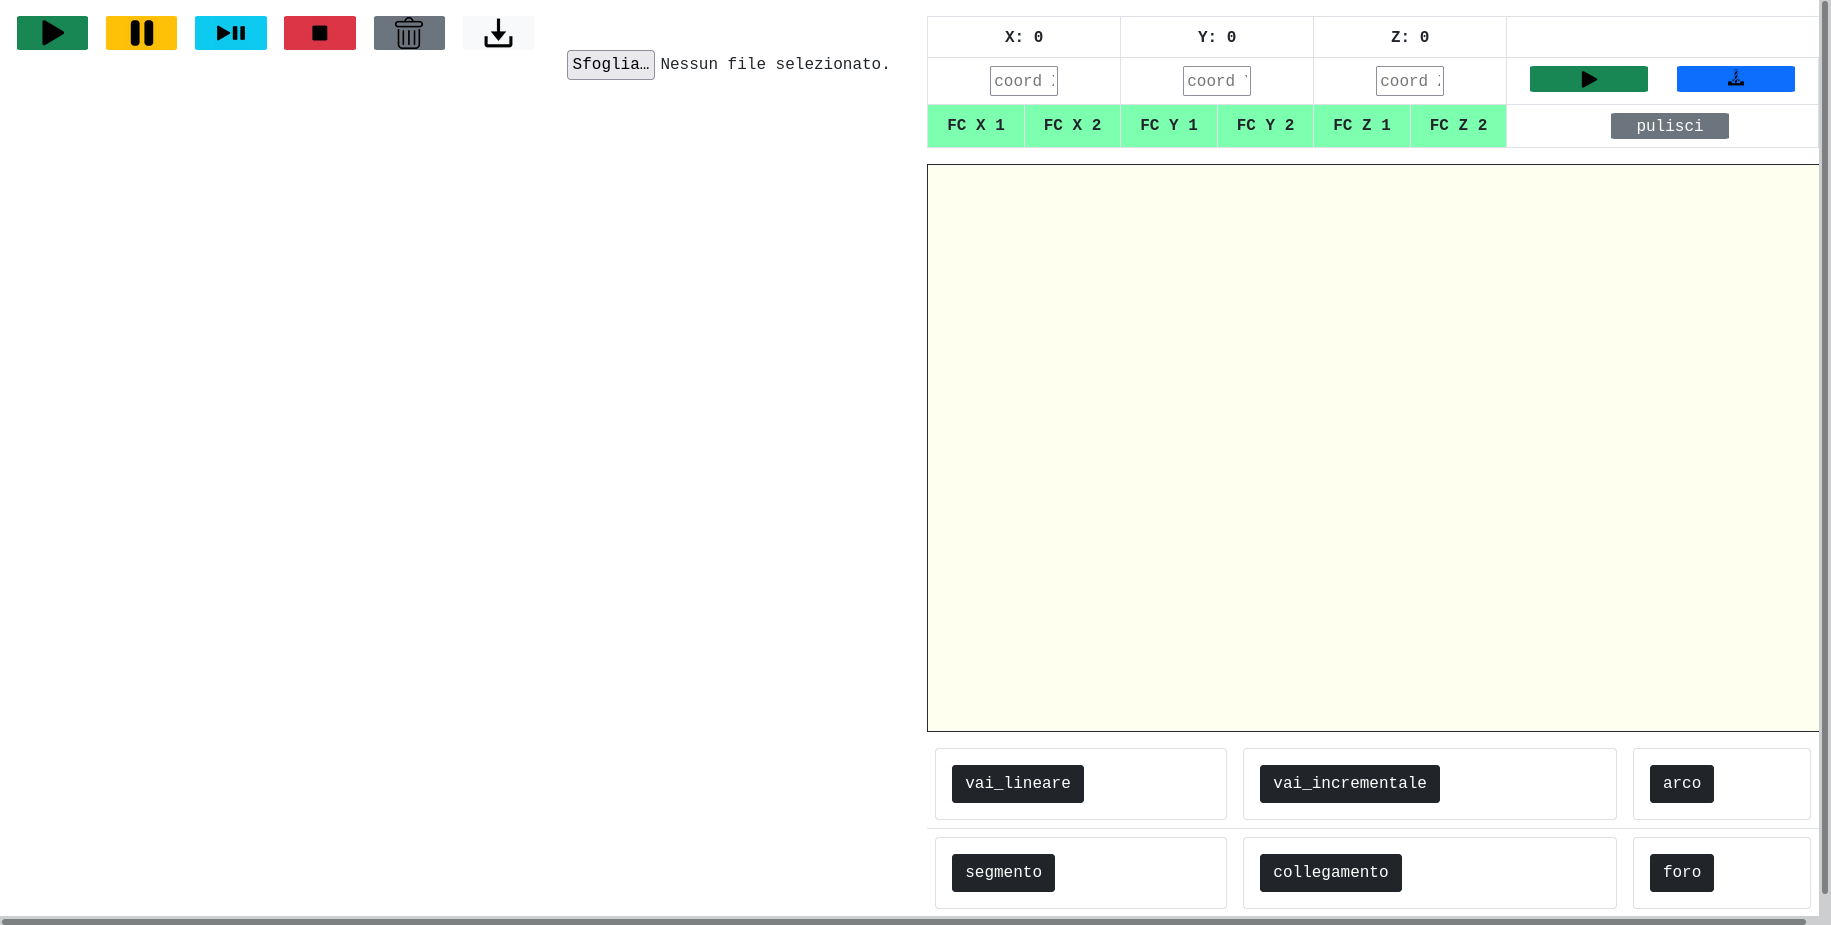 Sfoglia… Nessun file selezionato.
X: 0 Y: 0 Z: 0
coord coord coord
FC X 1 FC X 2 FC Y 1 FC Y 2 FC Z 1 FC Z 2 pulisci
vai_lineare vai_incrementale arco
segmento collegamento foro